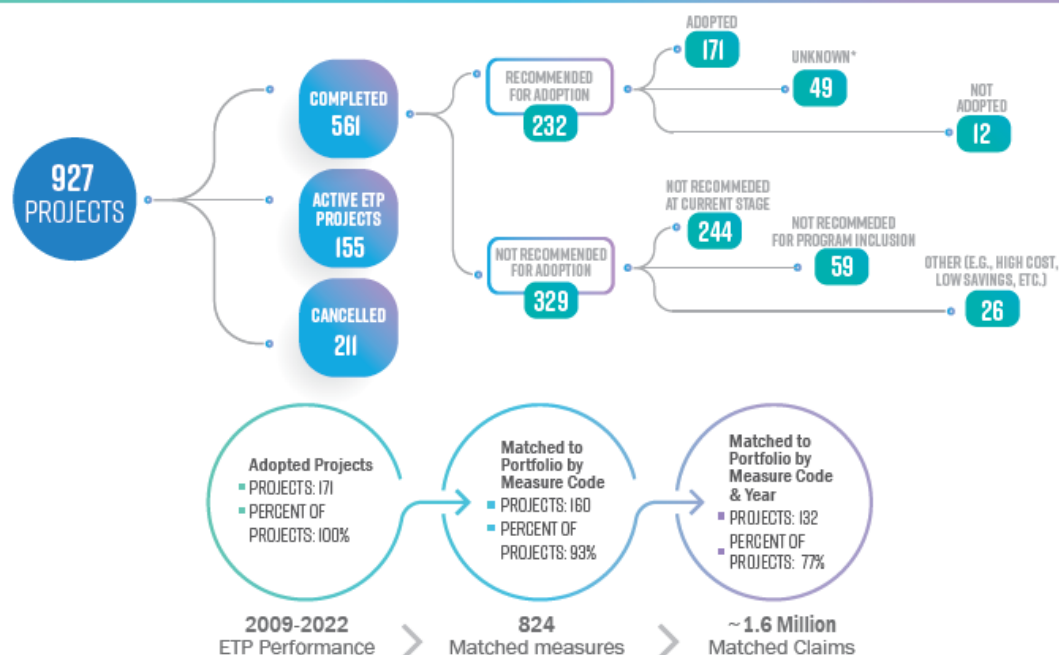 927
PROJECTS
COMPLETED
561
ACTIVE ETP
PROJECTS
155
CANCELLED
211
RECOMMENDED
FOR ADOPTION
232
ADOPTED
171
UNKNOWN*
49
NOT
ADOPTED
12
NOT RECOMMENDED
FOR ADOPTION
329
NOT RECOMMEDED
AT CURRENT STAGE
244
NOT RECOMMEDED
FOR PROGRAM INCLUSION
59
OTHER (E.G., HIGH COST,
LOW SAVINGS, ETC.)
26
Adopted Projects
PROJECTS: 171
PERCENT OF
PROJECTS: 100%
Matched to
Portfolio by
Measure Code
PROJECTS: 160
PERCENT OF
PROJECTS: 93%
Matched to
Portfolio by
Measure Code
& Year
PROJECTS: 132
PERCENT OF
PROJECTS: 77%
2009-2022
ETP Performance
824
Matched measures
~1.6 Million
Matched Claims